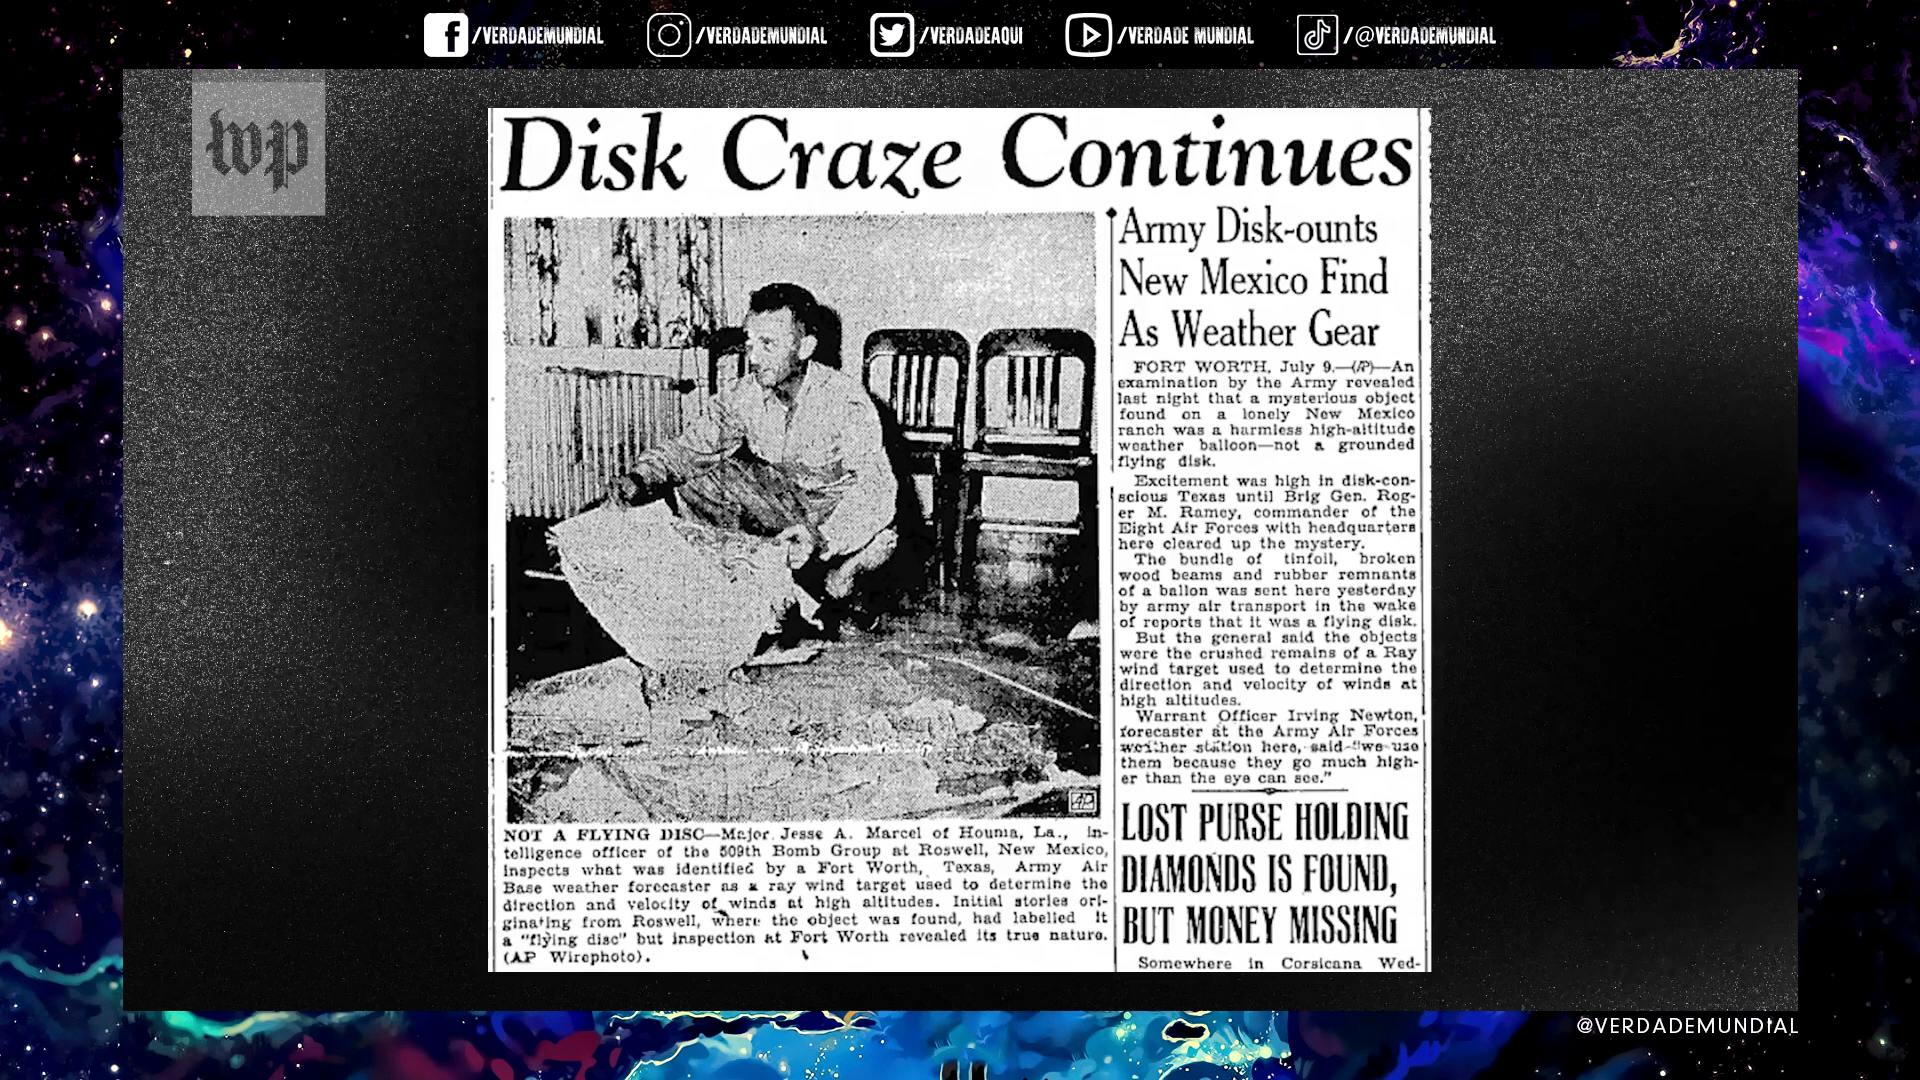 /VERDADEMUNDIAL
/VERDADEMUNDIAL
/VERDADEAQUI
/VERDADE MUNDIAL
/@VERDADEMUNDIAL
wp
Disk Craze Continues
Army Disk-ounts
New Mexico Find
As Weather Gear
FORT WORTH, July 9.—(AP)—An
examination by the Army revealed
last night that a mysterious object
found on a lonely New Mexico
ranch was a harmless high-altitude
weather balloon—not a grounded
flying disk.
Excitement was high in disk-con-
scious Texas until Brig Gen. Rog-
er M. Ramey, commander of the
Eight Air Forces with headquarters
here cleared up the mystery.
The bundle of tinfoil, broken
wood beams and rubber remnants
of a ballon was sent here yesterday
by army air transport in the wake
of reports that it was a flying disk.
But the general said the objects
were the crushed remains of a Ray
wind target used to determine the
direction and velocity of winds at
high altitudes.
Warrant Officer Irving Newton,
forecaster at the Army Air Forces
weather station here, said "we use
them because they go much high-
er than the eye can see."
LOST PURSE HOLDING
DIAMONDS IS FOUND,
BUT MONEY MISSING
Somewhere in Corsicana Wed-
AP
NOT A FLYING DISC—Major Jesse A. Marcel of Houma, La., in-
telligence officer of the 509th Bomb Group at Roswell, New Mexico,
inspects what was identified by a Fort Worth, Texas, Army Air
Base weather forecaster as a ray wind target used to determine the
direction and velocity of winds at high altitudes. Initial stories ori-
ginating from Roswell, where the object was found, had labelled it
a "flying disc" but inspection at Fort Worth revealed its true nature.
(AP Wirephoto).
@VERDADEMUNDIAL